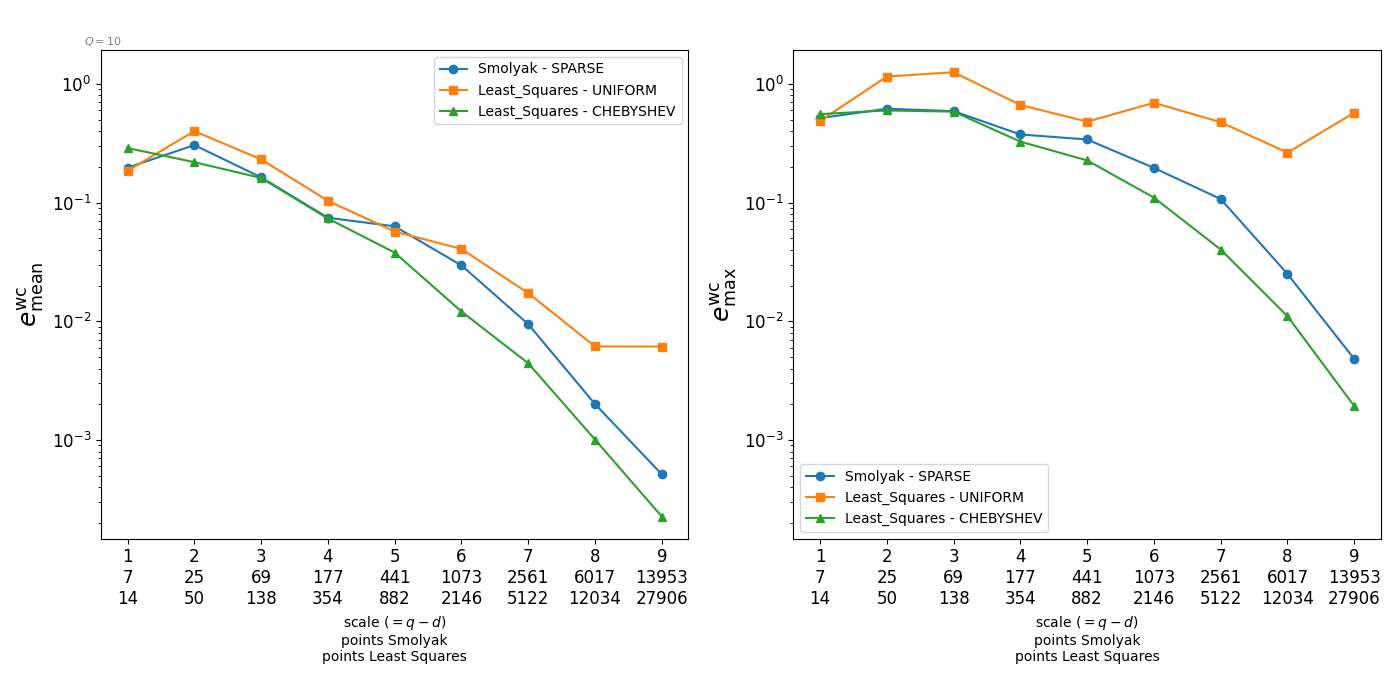 Q = 10
10⁰
10⁻¹
10⁻²
10⁻³
e^wc_mean
Smolyak - SPARSE
Least_Squares - UNIFORM
Least_Squares - CHEBYSHEV
1 2 3 4 5 6 7 8 9
7 25 69 177 441 1073 2561 6017 13953
14 50 138 354 882 2146 5122 12034 27906
scale (= q − d)
points Smolyak
points Least Squares
10⁰
10⁻¹
10⁻²
10⁻³
e^wc_max
Smolyak - SPARSE
Least_Squares - UNIFORM
Least_Squares - CHEBYSHEV
1 2 3 4 5 6 7 8 9
7 25 69 177 441 1073 2561 6017 13953
14 50 138 354 882 2146 5122 12034 27906
scale (= q − d)
points Smolyak
points Least Squares